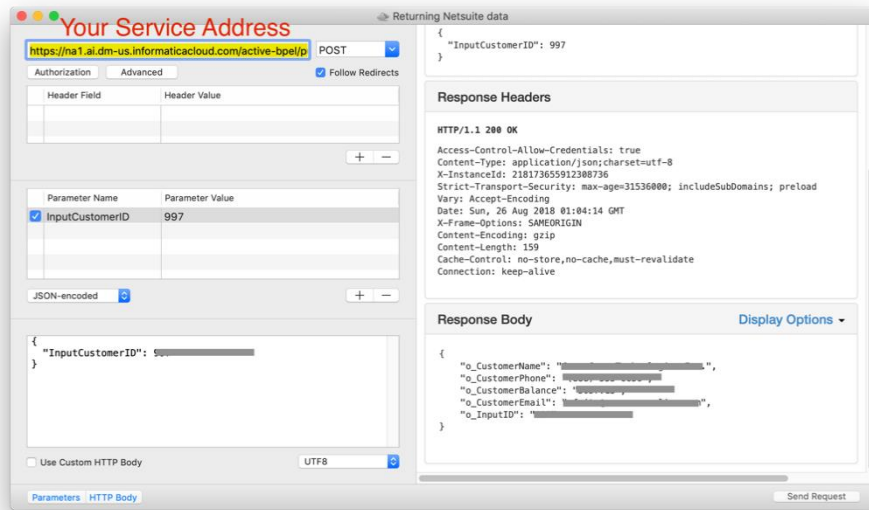 Returning Netsuite data
Your Service Address
https://na1.ai.dm-us.informaticacloud.com/active-bpel/p
POST
Authorization
Advanced
Follow Redirects
Header Field
Header Value
+
−
Parameter Name
Parameter Value
InputCustomerID
997
JSON-encoded
+
−
{
"InputCustomerID":
}
Use Custom HTTP Body
UTF8
Parameters
HTTP Body
{
"InputCustomerID": 997
}
Response Headers
HTTP/1.1 200 OK
Access-Control-Allow-Credentials: true
Content-Type: application/json;charset=utf-8
X-InstanceId: 218173655912308736
Strict-Transport-Security: max-age=31536000; includeSubDomains; preload
Vary: Accept-Encoding
Date: Sun, 26 Aug 2018 01:04:14 GMT
X-Frame-Options: SAMEORIGIN
Content-Encoding: gzip
Content-Length: 159
Cache-Control: no-store,no-cache,must-revalidate
Connection: keep-alive
Response Body
Display Options
{
"o_CustomerName": ",
"o_CustomerPhone":
"o_CustomerBalance":
"o_CustomerEmail": ",
"o_InputID": "
}
Send Request